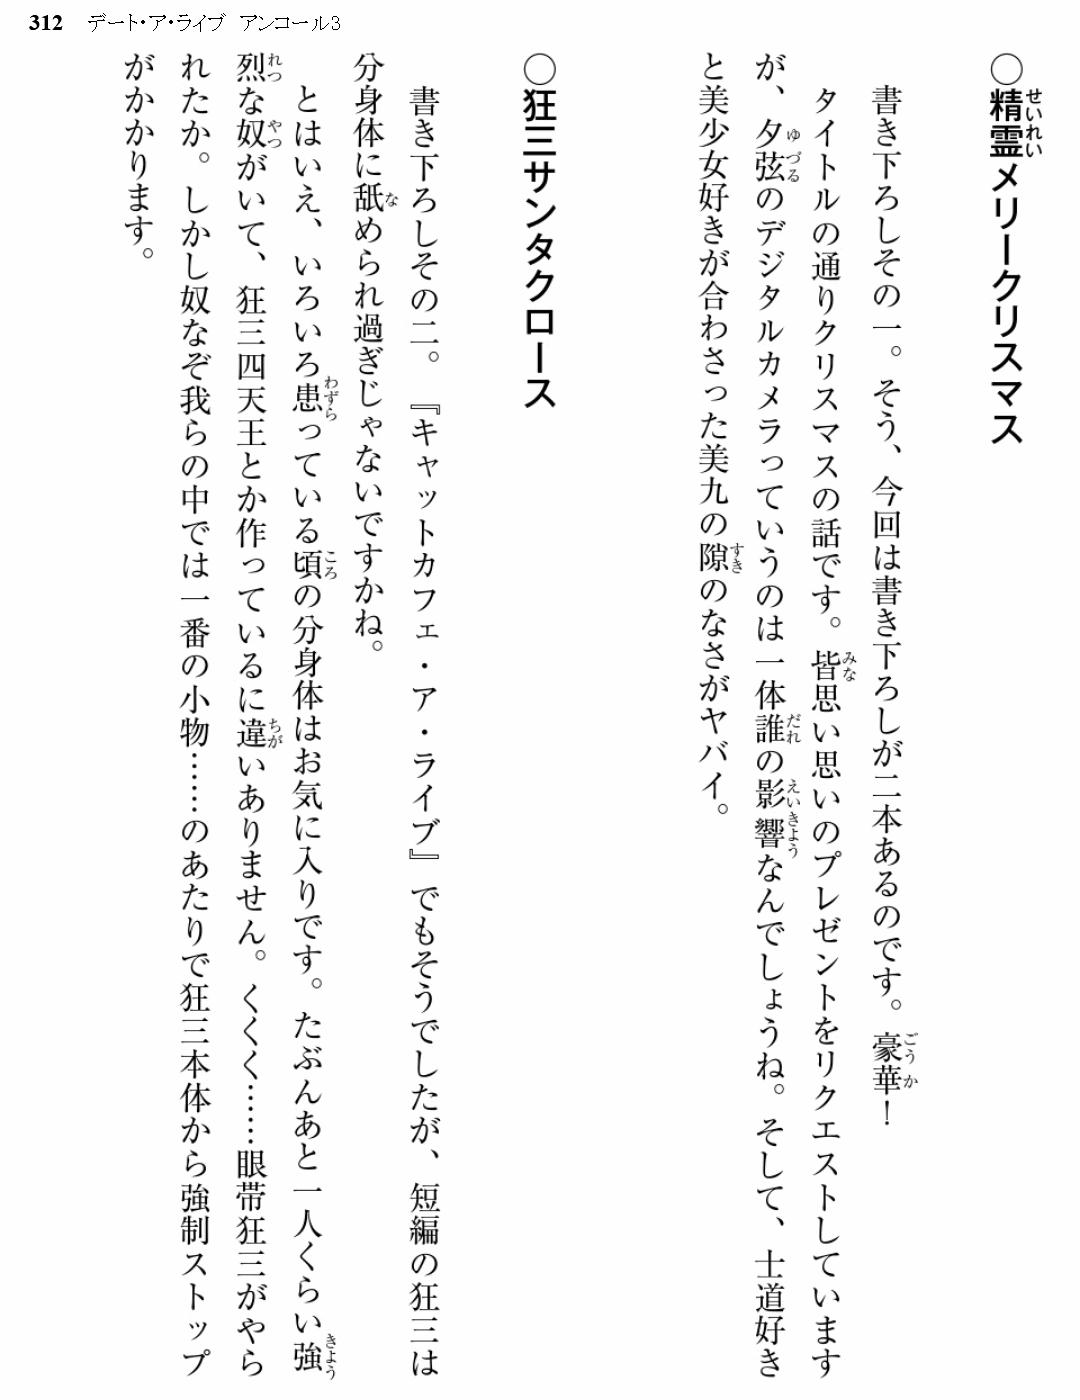 312 デート・ア・ライブ アンコール3
○精霊メリークリスマス
書き下ろしその一。そう、今回は書き下ろしが二本あるのです。豪華！
タイトルの通りクリスマスの話です。皆思い思いのプレゼントをリクエストしています
が、夕弦のデジタルカメラっていうのは一体誰の影響なんでしょうね。そして、士道好き
と美少女好きが合わさった美九の隙のなさがヤバイ。
○狂三サンタクロース
書き下ろしその二。『キャットカフェ・ア・ライブ』でもそうでしたが、短編の狂三は
分身体に舐められ過ぎじゃないですかね。
とはいえ、いろいろ患っている頃の分身体はお気に入りです。たぶんあと一人くらい強
烈な奴がいて、狂三四天王とか作っているに違いありません。くくく……眼帯狂三がやら
れたか。しかし奴なぞ我らの中では一番の小物……のあたりで狂三本体から強制ストップ
がかかります。